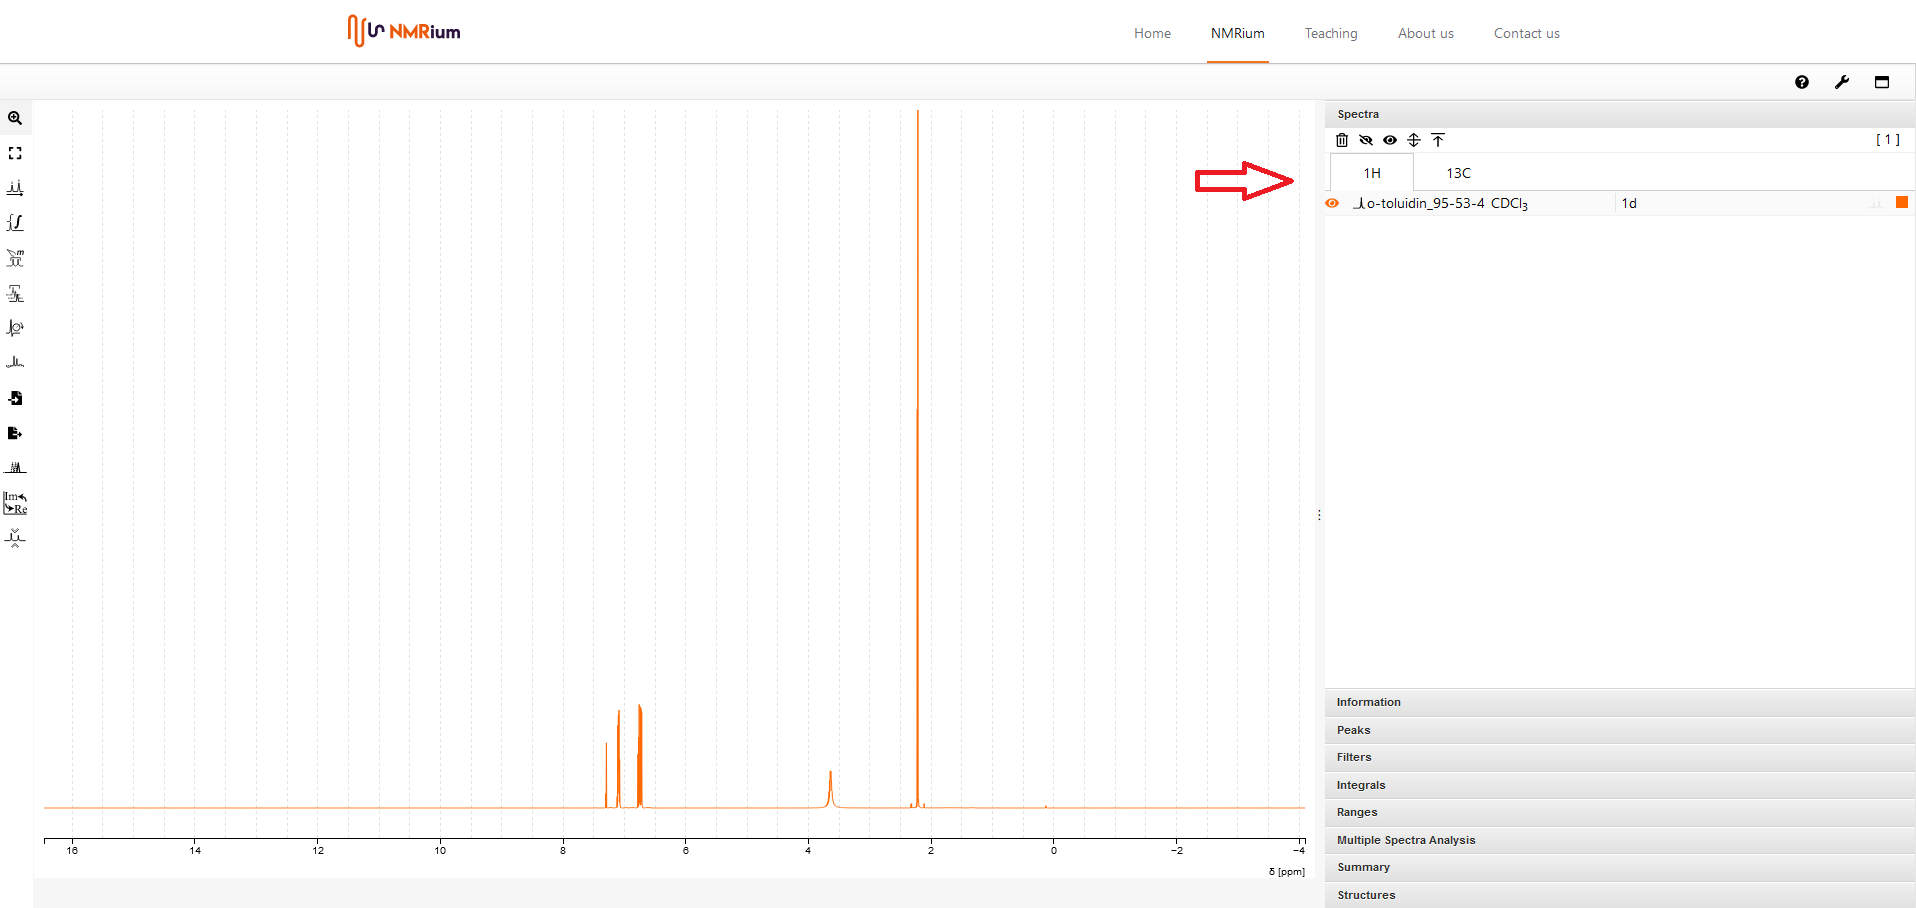 NMRium
Home NMRium Teaching About us Contact us
Spectra
[ 1 ]
1H 13C
o-toluidin_95-53-4 CDCl3 1d
m
Im
Re
16 14 12 10 8 6 4 2 0 −2 −4
δ [ppm]
Information
Peaks
Filters
Integrals
Ranges
Multiple Spectra Analysis
Summary
Structures